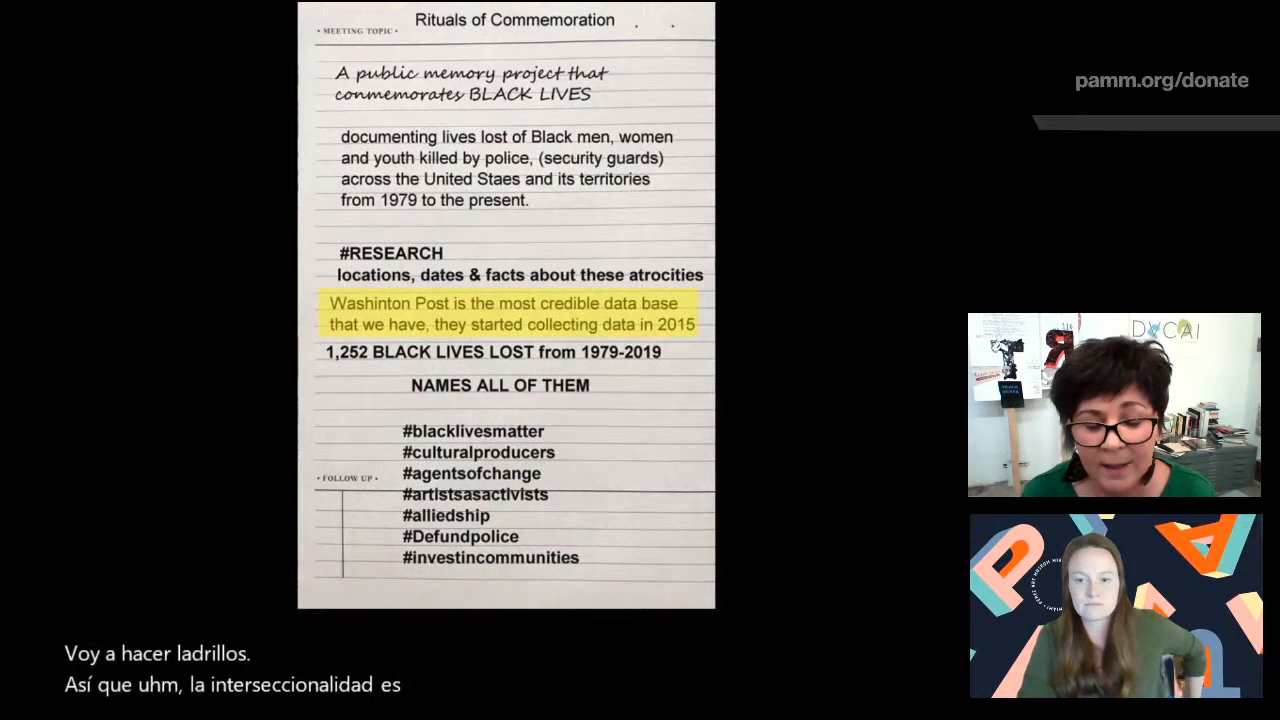 Rituals of Commemoration
• MEETING TOPIC •
A public memory project that
conmemorates BLACK LIVES
documenting lives lost of Black men, women
and youth killed by police, (security guards)
across the United Staes and its territories
from 1979 to the present.
#RESEARCH
locations, dates & facts about these atrocities
Washinton Post is the most credible data base
that we have, they started collecting data in 2015
1,252 BLACK LIVES LOST from 1979-2019
NAMES ALL OF THEM
#blacklivesmatter
#culturalproducers
#agentsofchange
• FOLLOW UP •
#artistsasactivists
#alliedship
#Defundpolice
#investincommunities
pamm.org/donate
DVCAI
Voy a hacer ladrillos.
Así que uhm, la interseccionalidad es